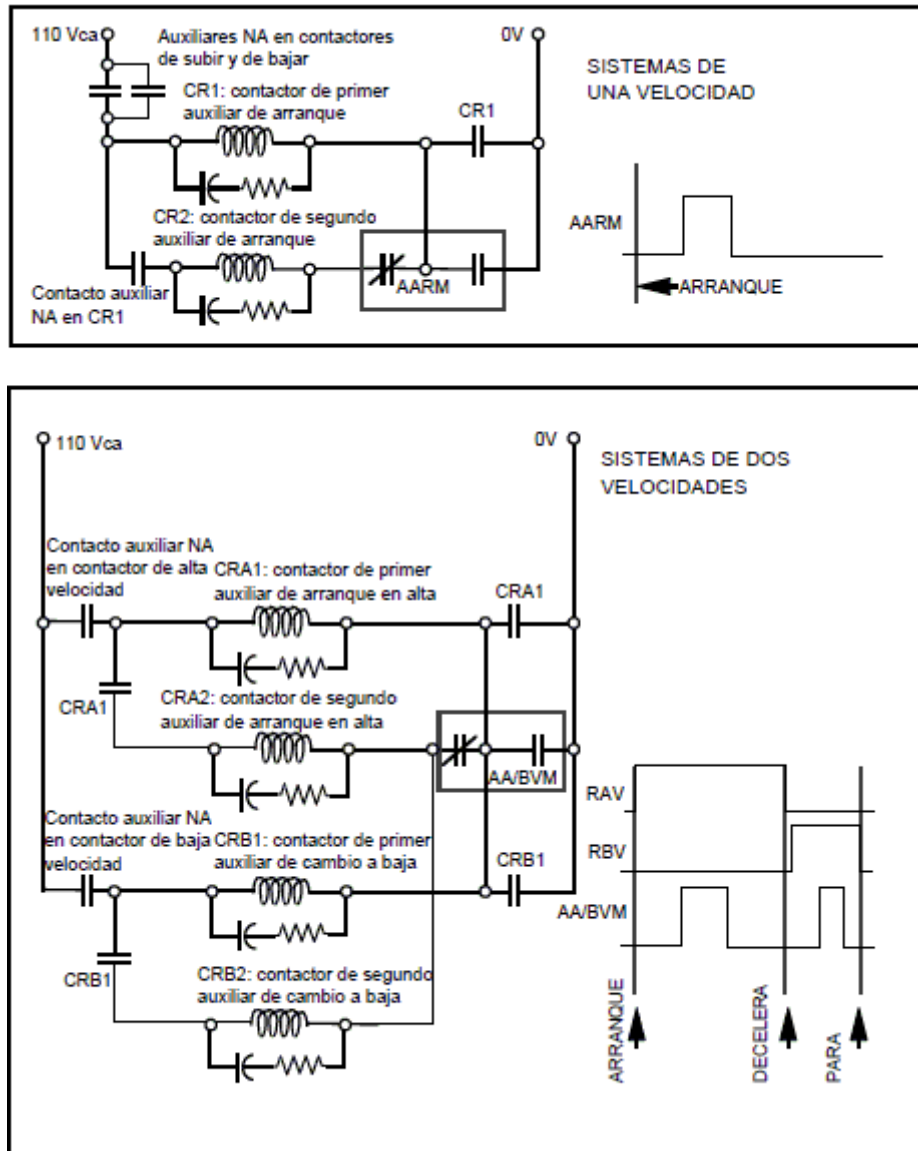 110 Vca
Auxiliares NA en contactores
de subir y de bajar
0V
SISTEMAS DE
UNA VELOCIDAD
CR1: contactor de primer
auxiliar de arranque
CR1
CR2: contactor de segundo
auxiliar de arranque
AARM
Contacto auxiliar
NA en CR1
AARM
ARRANQUE
110 Vca
0V
SISTEMAS DE DOS
VELOCIDADES
Contacto auxiliar NA
en contactor de alta
velocidad
CRA1: contactor de primer
auxiliar de arranque en alta
CRA1
CRA1
CRA2: contactor de segundo
auxiliar de arranque en alta
AA/BVM
Contacto auxiliar NA
en contactor de baja
velocidad
CRB1: contactor de primer
auxiliar de cambio a baja
CRB1
CRB1
CRB2: contactor de segundo
auxiliar de cambio a baja
RAV
RBV
AA/BVM
ARRANQUE
DECELERA
PARA